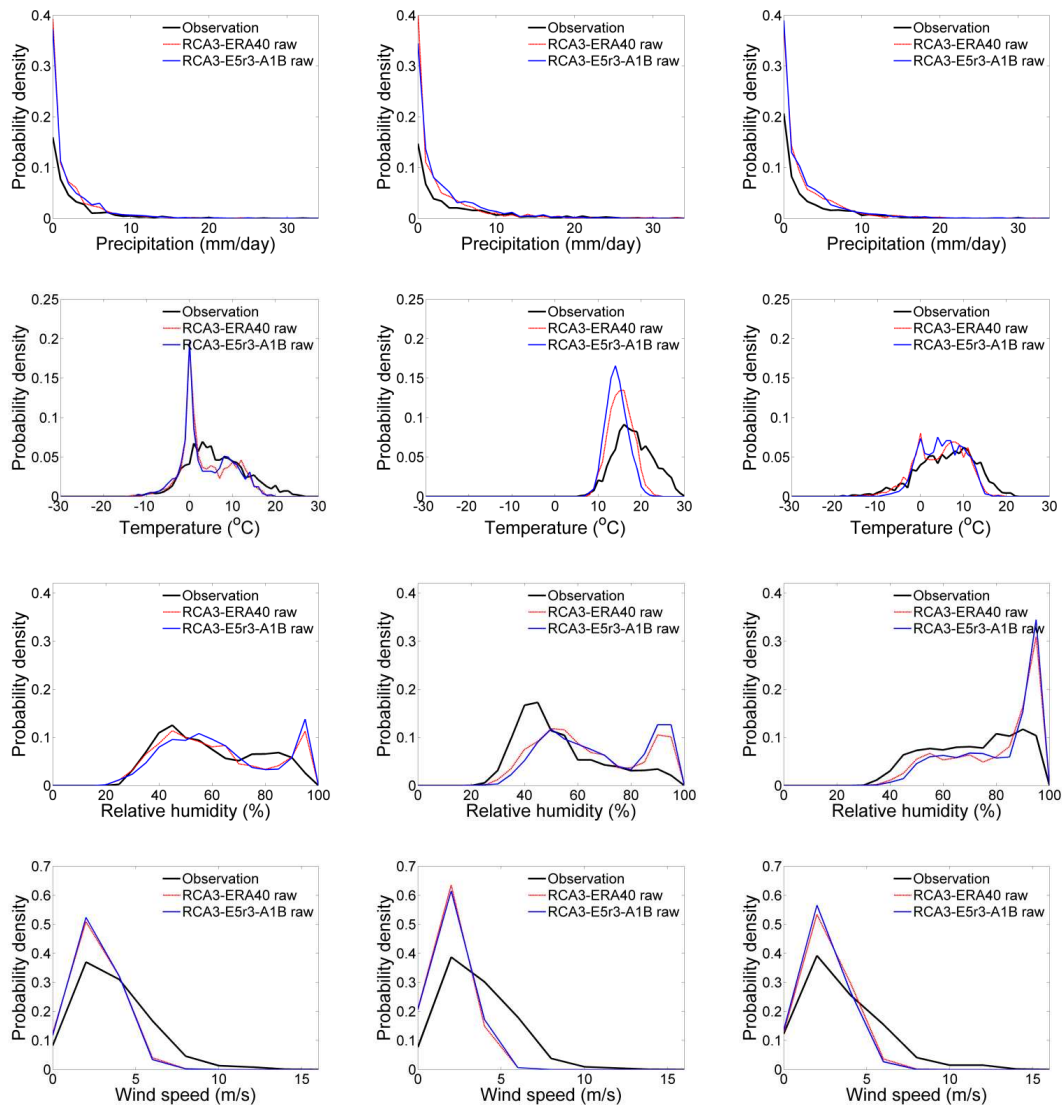 0.4
0.3
0.2
0.1
0
Probability density
Observation
RCA3-ERA40 raw
RCA3-E5r3-A1B raw
0 10 20 30
Precipitation (mm/day)
0.4
0.3
0.2
0.1
0
Probability density
Observation
RCA3-ERA40 raw
RCA3-E5r3-A1B raw
0 10 20 30
Precipitation (mm/day)
0.4
0.3
0.2
0.1
0
Probability density
Observation
RCA3-ERA40 raw
RCA3-E5r3-A1B raw
0 10 20 30
Precipitation (mm/day)
0.25
0.2
0.15
0.1
0.05
0
Probability density
Observation
RCA3-ERA40 raw
RCA3-E5r3-A1B raw
-30 -20 -10 0 10 20 30
Temperature (°C)
0.25
0.2
0.15
0.1
0.05
0
Probability density
Observation
RCA3-ERA40 raw
RCA3-E5r3-A1B raw
-30 -20 -10 0 10 20 30
Temperature (°C)
0.25
0.2
0.15
0.1
0.05
0
Probability density
Observation
RCA3-ERA40 raw
RCA3-E5r3-A1B raw
-30 -20 -10 0 10 20 30
Temperature (°C)
0.4
0.3
0.2
0.1
0
Probability density
Observation
RCA3-ERA40 raw
RCA3-E5r3-A1B raw
0 20 40 60 80 100
Relative humidity (%)
0.4
0.3
0.2
0.1
0
Probability density
Observation
RCA3-ERA40 raw
RCA3-E5r3-A1B raw
0 20 40 60 80 100
Relative humidity (%)
0.4
0.3
0.2
0.1
0
Probability density
Observation
RCA3-ERA40 raw
RCA3-E5r3-A1B raw
0 20 40 60 80 100
Relative humidity (%)
0.7
0.6
0.5
0.4
0.3
0.2
0.1
0
Probability density
Observation
RCA3-ERA40 raw
RCA3-E5r3-A1B raw
0 5 10 15
Wind speed (m/s)
0.7
0.6
0.5
0.4
0.3
0.2
0.1
0
Probability density
Observation
RCA3-ERA40 raw
RCA3-E5r3-A1B raw
0 5 10 15
Wind speed (m/s)
0.7
0.6
0.5
0.4
0.3
0.2
0.1
0
Probability density
Observation
RCA3-ERA40 raw
RCA3-E5r3-A1B raw
0 5 10 15
Wind speed (m/s)